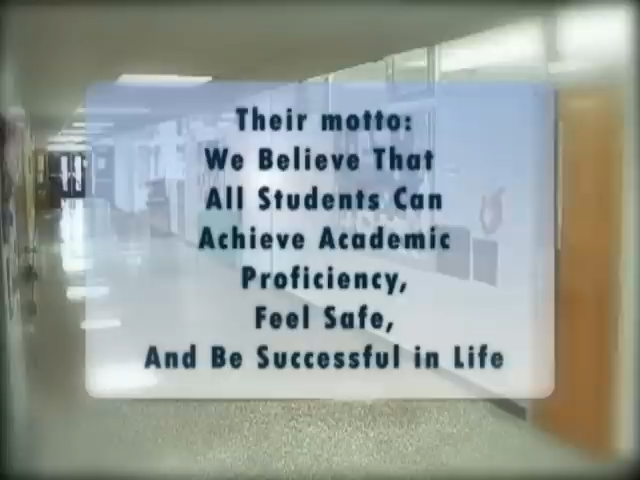 Their motto:
We Believe That
All Students Can
Achieve Academic
Proficiency,
Feel Safe,
And Be Successful in Life